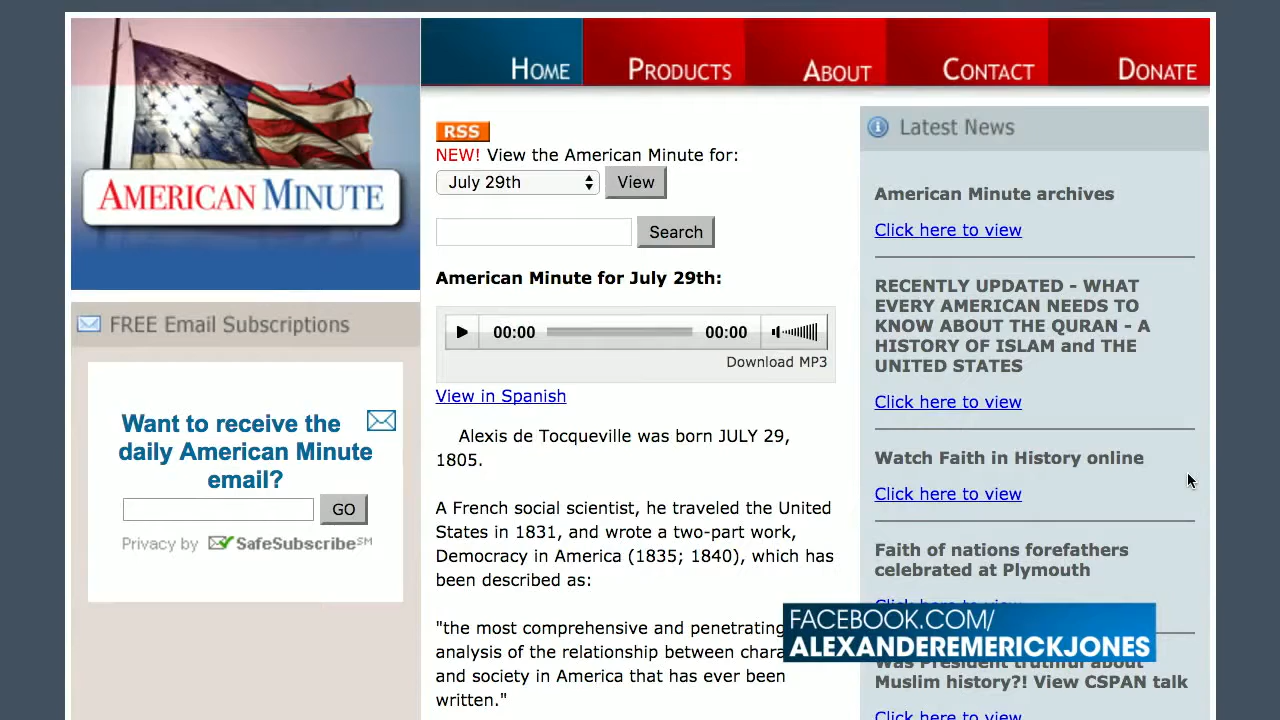 HOME
PRODUCTS
ABOUT
CONTACT
DONATE
AMERICAN MINUTE
FREE Email Subscriptions
Want to receive the
daily American Minute
email?
GO
Privacy by SafeSubscribe℠
RSS
NEW! View the American Minute for:
July 29th View
Search
American Minute for July 29th:
00:00 00:00
Download MP3
View in Spanish
Alexis de Tocqueville was born JULY 29,
1805.
A French social scientist, he traveled the United
States in 1831, and wrote a two-part work,
Democracy in America (1835; 1840), which has
been described as:
"the most comprehensive and penetrating
analysis of the relationship between chara
and society in America that has ever been
written."
Latest News
American Minute archives
Click here to view
RECENTLY UPDATED - WHAT
EVERY AMERICAN NEEDS TO
KNOW ABOUT THE QURAN - A
HISTORY OF ISLAM and THE
UNITED STATES
Click here to view
Watch Faith in History online
Click here to view
Faith of nations forefathers
celebrated at Plymouth
Click here to view
FACEBOOK.COM/
ALEXANDEREMERICKJONES
Was President truthful about
Muslim history?! View CSPAN talk
Click here to view